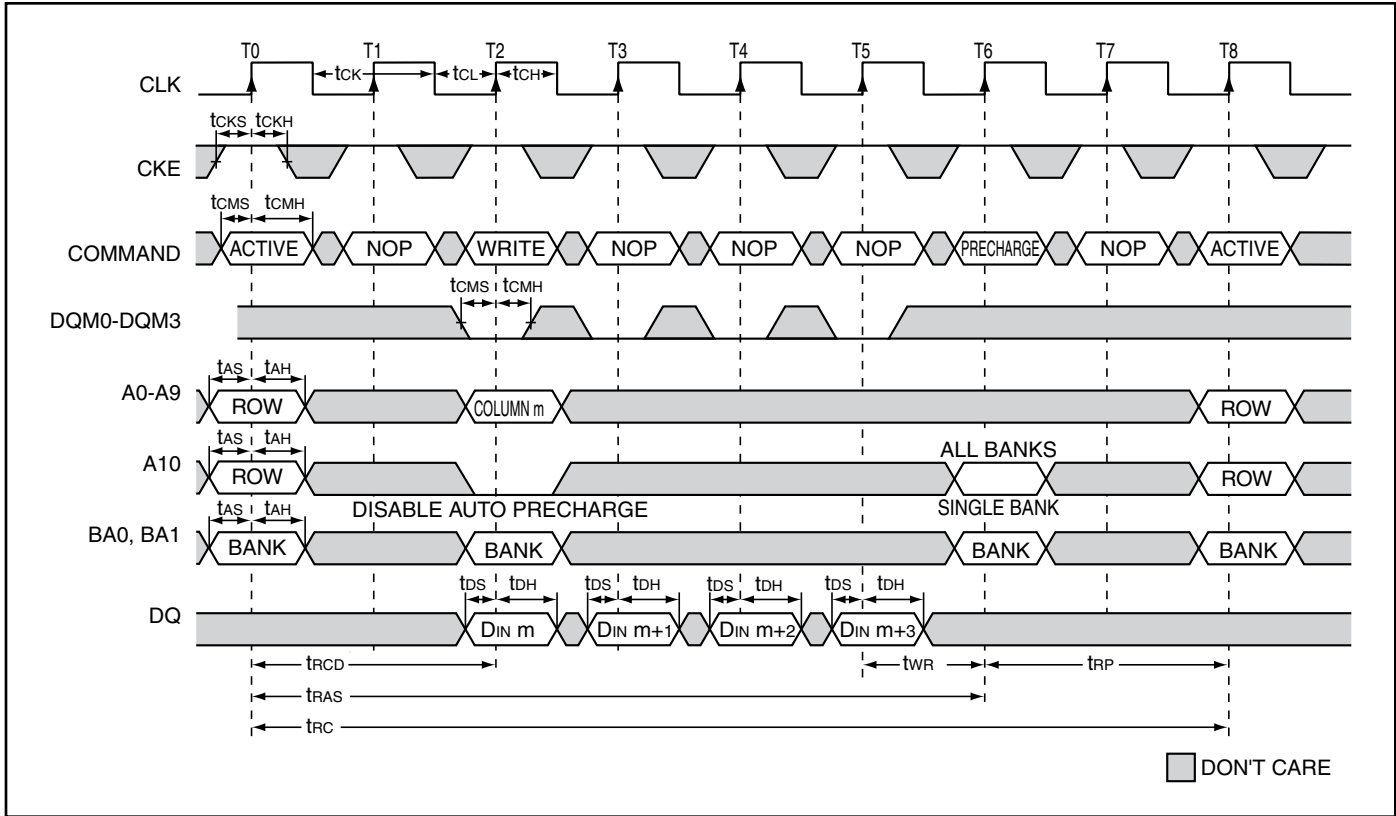 T0 T1 T2 T3 T4 T5 T6 T7 T8
CLK tCK tCL tCH
tCKS tCKH
CKE
tCMS tCMH
COMMAND ACTIVE NOP WRITE NOP NOP NOP PRECHARGE NOP ACTIVE
tCMS tCMH
DQM0-DQM3
tAS tAH
A0-A9 ROW COLUMN m ROW
tAS tAH ALL BANKS
A10 ROW ROW
tAS tAH DISABLE AUTO PRECHARGE SINGLE BANK
BA0, BA1 BANK BANK BANK BANK
tDS tDH tDS tDH tDS tDH tDS tDH
DQ DIN m DIN m+1 DIN m+2 DIN m+3
tRCD tWR tRP
tRAS
tRC
DON'T CARE